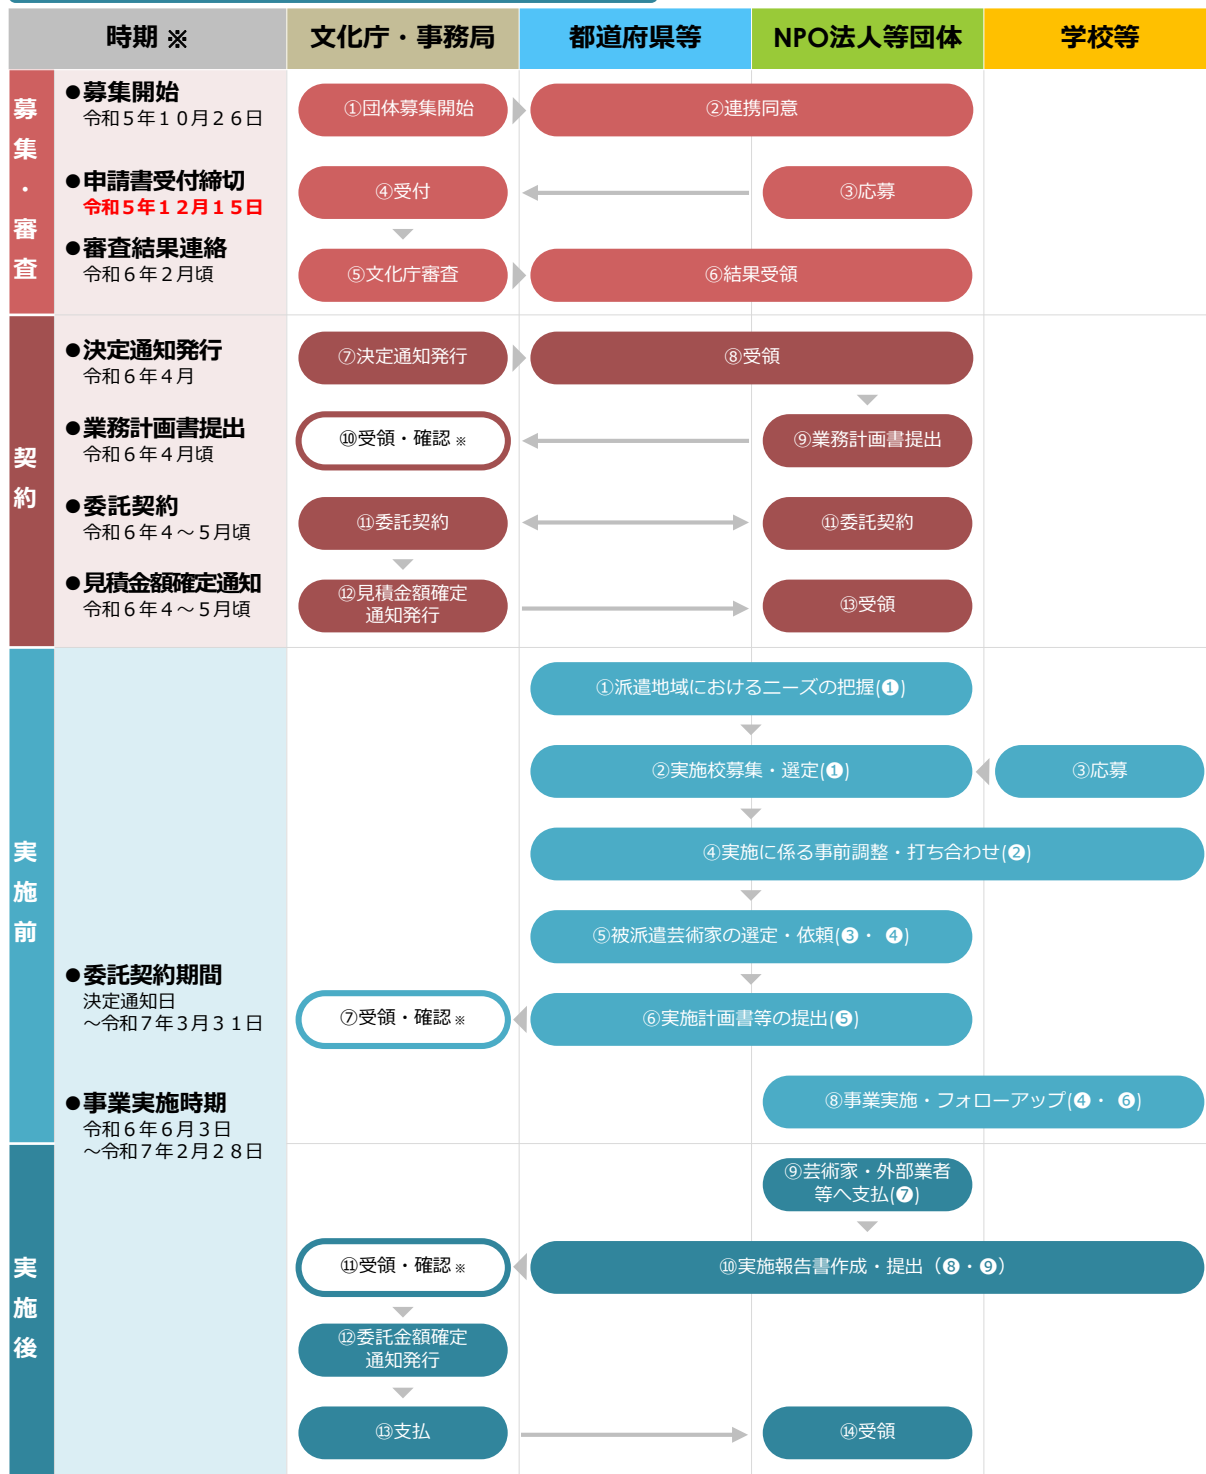 時期 ※
文化庁・事務局
都道府県等
NPO法人等団体
学校等
募集・審査
●募集開始
令和５年１０月２６日
①団体募集開始
②連携同意
●申請書受付締切
令和５年１２月１５日
④受付
③応募
●審査結果連絡
令和６年２月頃
⑤文化庁審査
⑥結果受領
契約
●決定通知発行
令和６年４月
⑦決定通知発行
⑧受領
●業務計画書提出
令和６年４月頃
⑩受領・確認 ※
⑨業務計画書提出
●委託契約
令和６年４～５月頃
⑪委託契約
⑪委託契約
●見積金額確定通知
令和６年４～５月頃
⑫見積金額確定
通知発行
⑬受領
実施前
①派遣地域におけるニーズの把握(❶)
②実施校募集・選定(❶)
③応募
④実施に係る事前調整・打ち合わせ(❷)
⑤被派遣芸術家の選定・依頼(❸・ ❹)
●委託契約期間
決定通知日
～令和７年３月３１日
⑦受領・確認 ※
⑥実施計画書等の提出(❺)
●事業実施時期
令和６年６月３日
～令和７年２月２８日
⑧事業実施・フォローアップ(❹・ ❻)
実施後
⑨芸術家・外部業者
等へ支払(❼)
⑪受領・確認 ※
⑩実施報告書作成・提出（❽・❾）
⑫委託金額確定
通知発行
⑬支払
⑭受領